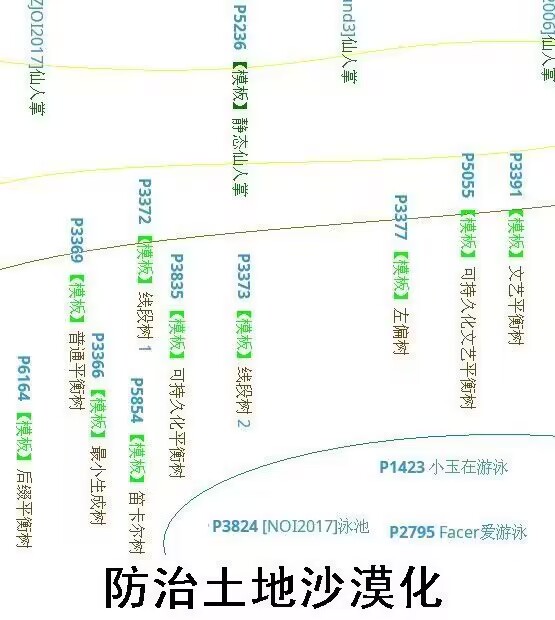 ZJOI2017]仙人掌
P5236 【模板】静态仙人掌
nd3]仙人掌
2006]仙人掌
P3372 【模板】线段树 1
P3391 【模板】文艺平衡树
P5055 【模板】可持久化文艺平衡树
P3377 【模板】左偏树
P3369 【模板】普通平衡树
P3835 【模板】可持久化平衡树
P3373 【模板】线段树 2
P3366 【模板】最小生成树
P6164 【模板】后缀平衡树
P5854 【模板】笛卡尔树
P1423 小玉在游泳
P3824 [NOI2017]泳池
P2795 Facer爱游泳
防治土地沙漠化